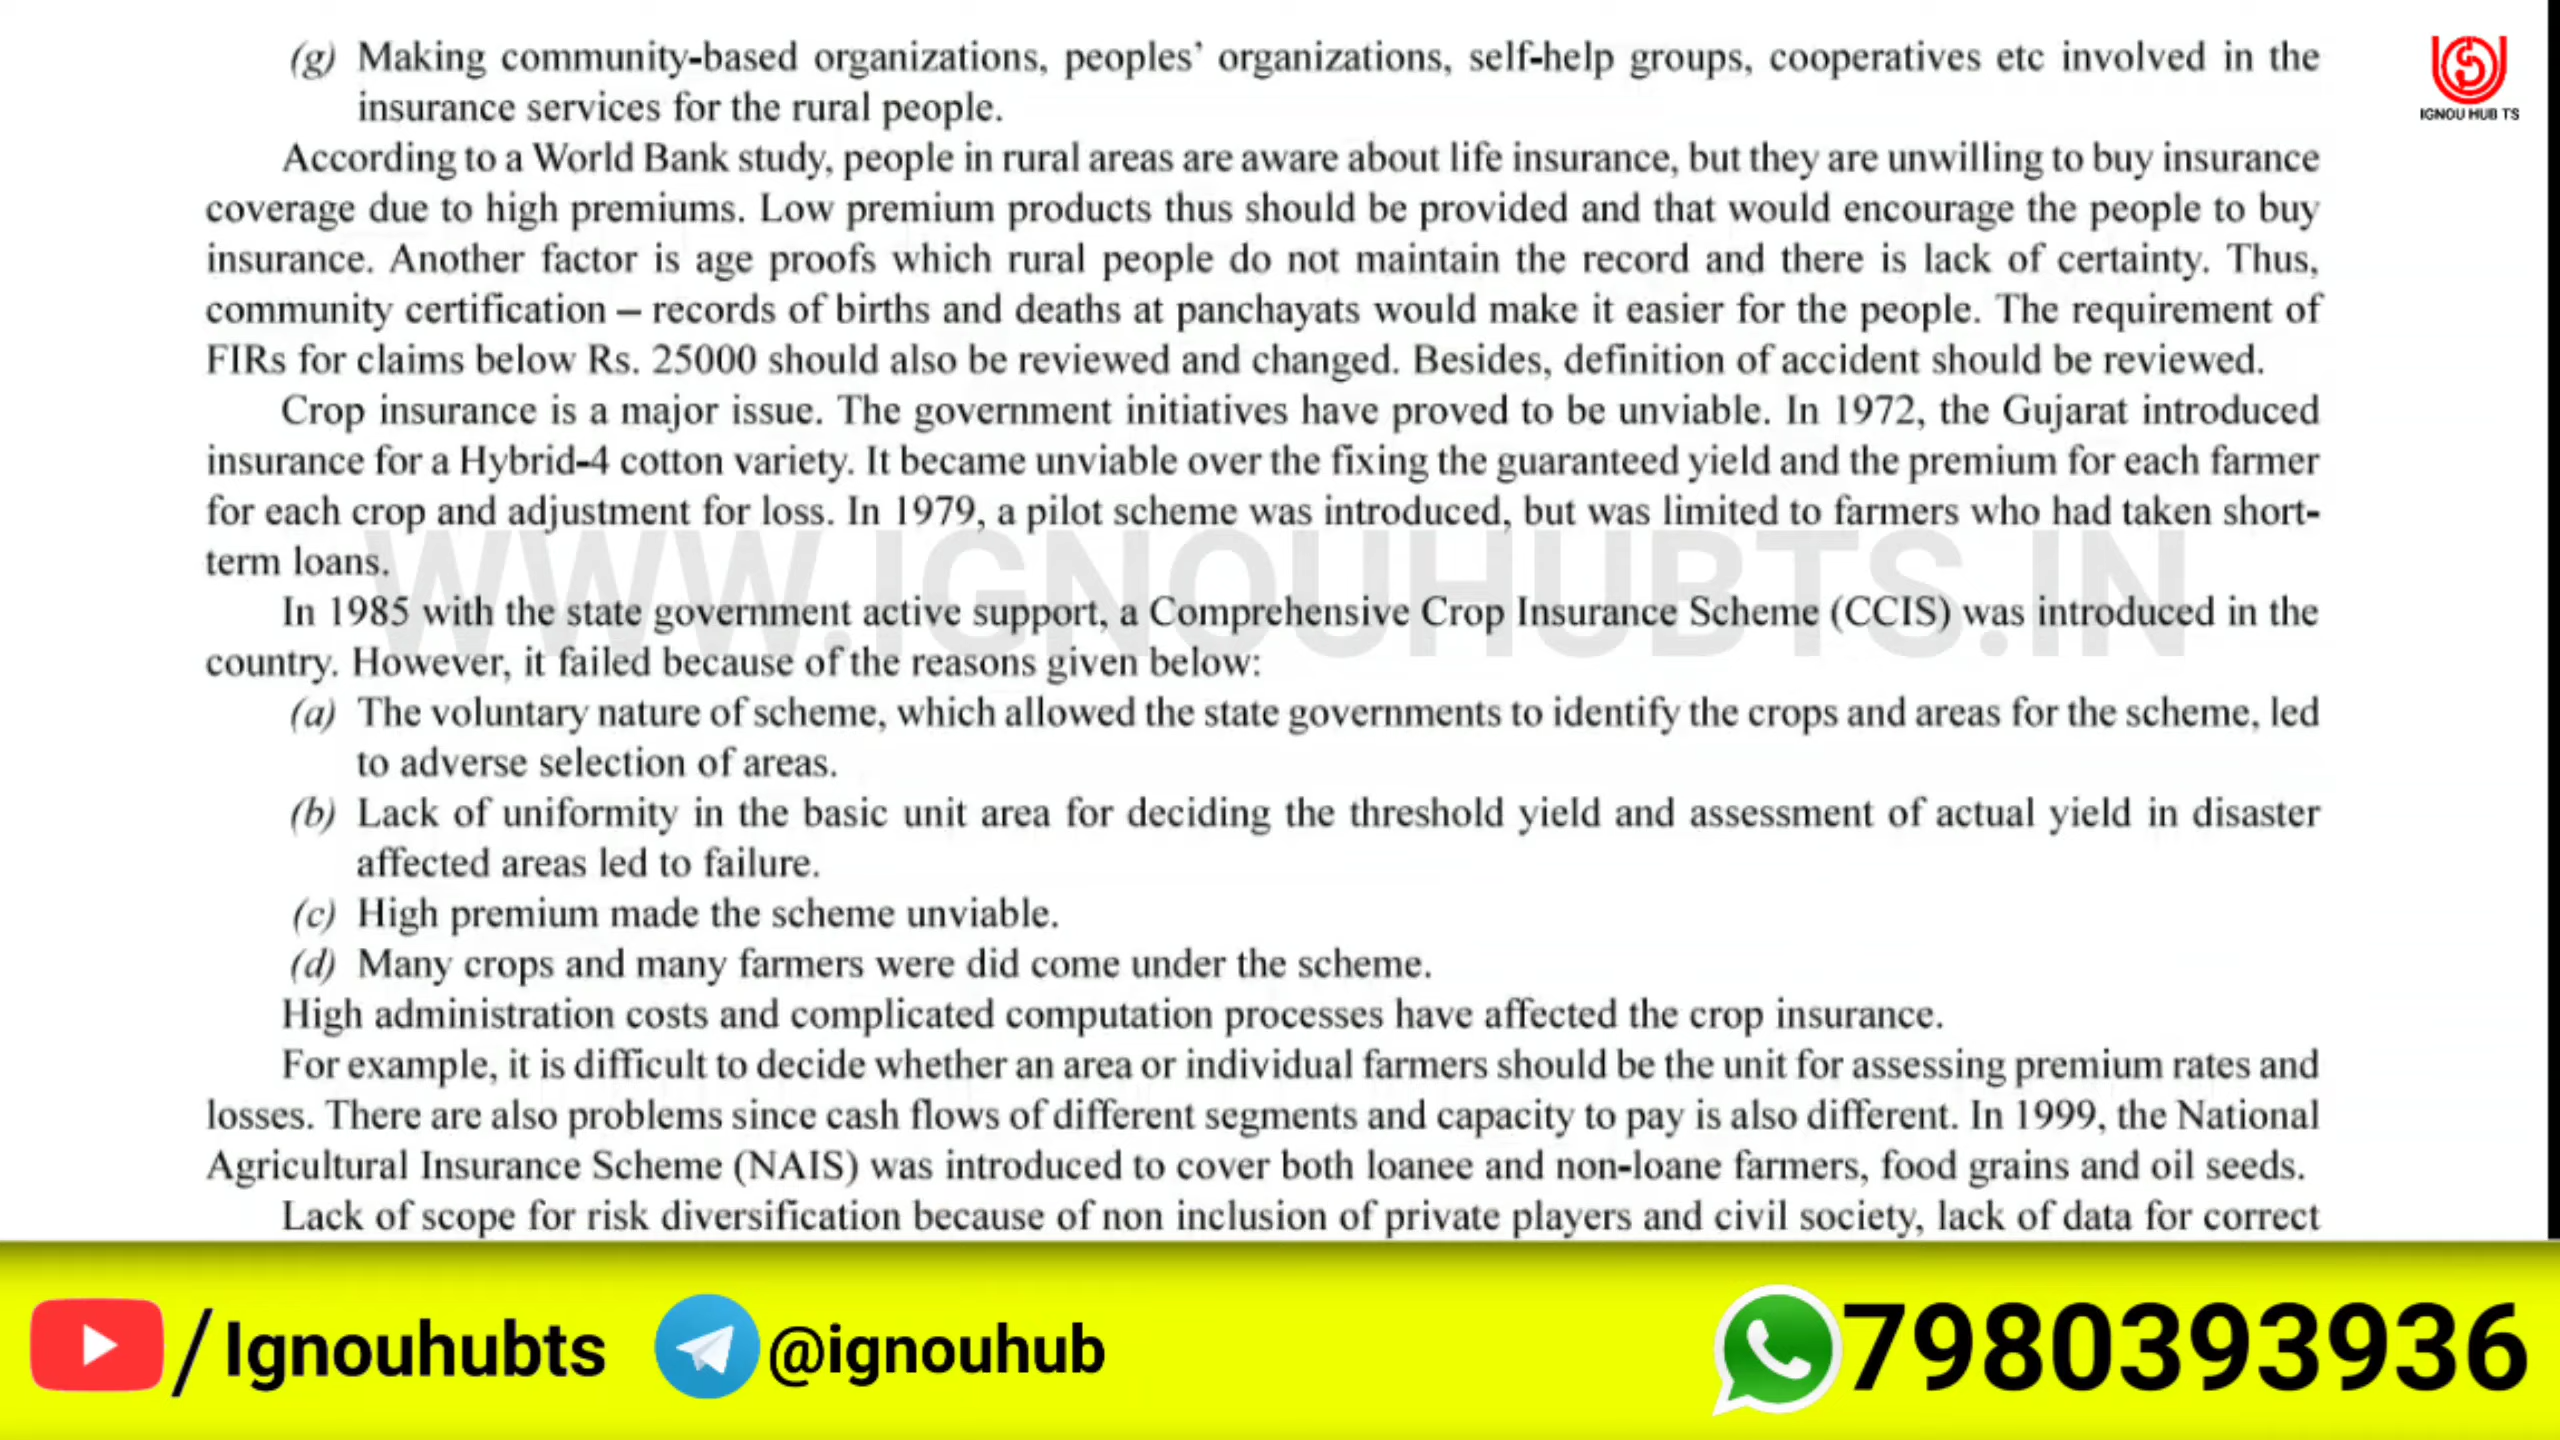 (g) Making community-based organizations, peoples' organizations, self-help groups, cooperatives etc involved in the
insurance services for the rural people.
IGNOU HUB TS
According to a World Bank study, people in rural areas are aware about life insurance, but they are unwilling to buy insurance
coverage due to high premiums. Low premium products thus should be provided and that would encourage the people to buy
insurance. Another factor is age proofs which rural people do not maintain the record and there is lack of certainty. Thus,
community certification – records of births and deaths at panchayats would make it easier for the people. The requirement of
FIRs for claims below Rs. 25000 should also be reviewed and changed. Besides, definition of accident should be reviewed.
Crop insurance is a major issue. The government initiatives have proved to be unviable. In 1972, the Gujarat introduced
insurance for a Hybrid-4 cotton variety. It became unviable over the fixing the guaranteed yield and the premium for each farmer
for each crop and adjustment for loss. In 1979, a pilot scheme was introduced, but was limited to farmers who had taken short-
term loans.
WWW.IGNOUHUBTS.IN
In 1985 with the state government active support, a Comprehensive Crop Insurance Scheme (CCIS) was introduced in the
country. However, it failed because of the reasons given below:
(a) The voluntary nature of scheme, which allowed the state governments to identify the crops and areas for the scheme, led
to adverse selection of areas.
(b) Lack of uniformity in the basic unit area for deciding the threshold yield and assessment of actual yield in disaster
affected areas led to failure.
(c) High premium made the scheme unviable.
(d) Many crops and many farmers were did come under the scheme.
High administration costs and complicated computation processes have affected the crop insurance.
For example, it is difficult to decide whether an area or individual farmers should be the unit for assessing premium rates and
losses. There are also problems since cash flows of different segments and capacity to pay is also different. In 1999, the National
Agricultural Insurance Scheme (NAIS) was introduced to cover both loanee and non-loane farmers, food grains and oil seeds.
Lack of scope for risk diversification because of non inclusion of private players and civil society, lack of data for correct
/Ignouhubts @ignouhub 7980393936